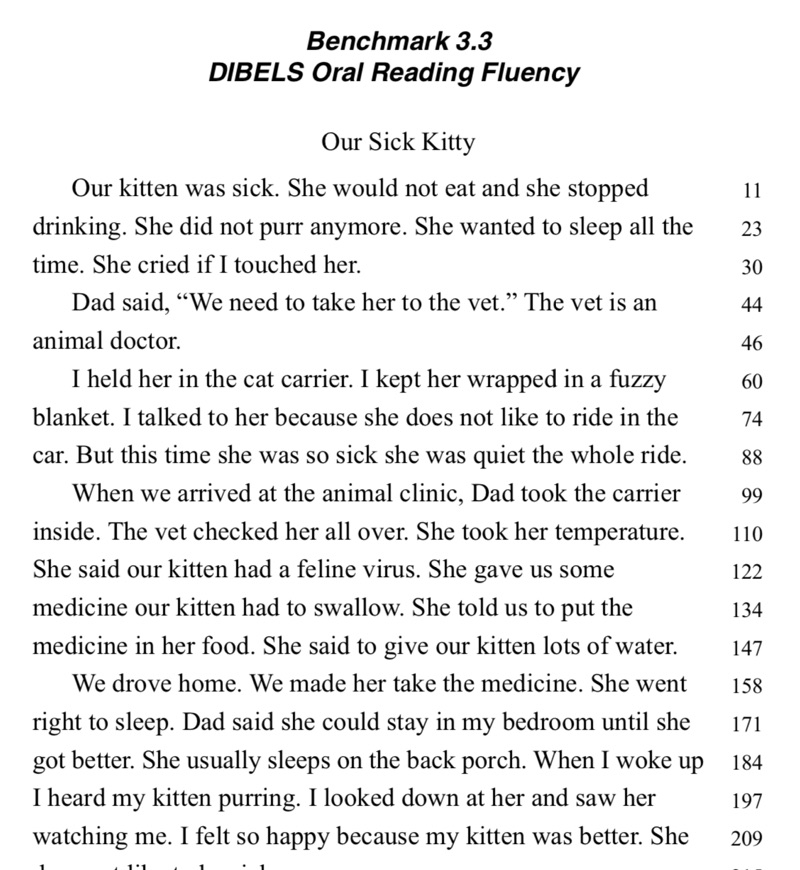 Benchmark 3.3
DIBELS Oral Reading Fluency
Our Sick Kitty
Our kitten was sick. She would not eat and she stopped 11
drinking. She did not purr anymore. She wanted to sleep all the 23
time. She cried if I touched her. 30
Dad said, “We need to take her to the vet.” The vet is an 44
animal doctor. 46
I held her in the cat carrier. I kept her wrapped in a fuzzy 60
blanket. I talked to her because she does not like to ride in the 74
car. But this time she was so sick she was quiet the whole ride. 88
When we arrived at the animal clinic, Dad took the carrier 99
inside. The vet checked her all over. She took her temperature. 110
She said our kitten had a feline virus. She gave us some 122
medicine our kitten had to swallow. She told us to put the 134
medicine in her food. She said to give our kitten lots of water. 147
We drove home. We made her take the medicine. She went 158
right to sleep. Dad said she could stay in my bedroom until she 171
got better. She usually sleeps on the back porch. When I woke up 184
I heard my kitten purring. I looked down at her and saw her 197
watching me. I felt so happy because my kitten was better. She 209